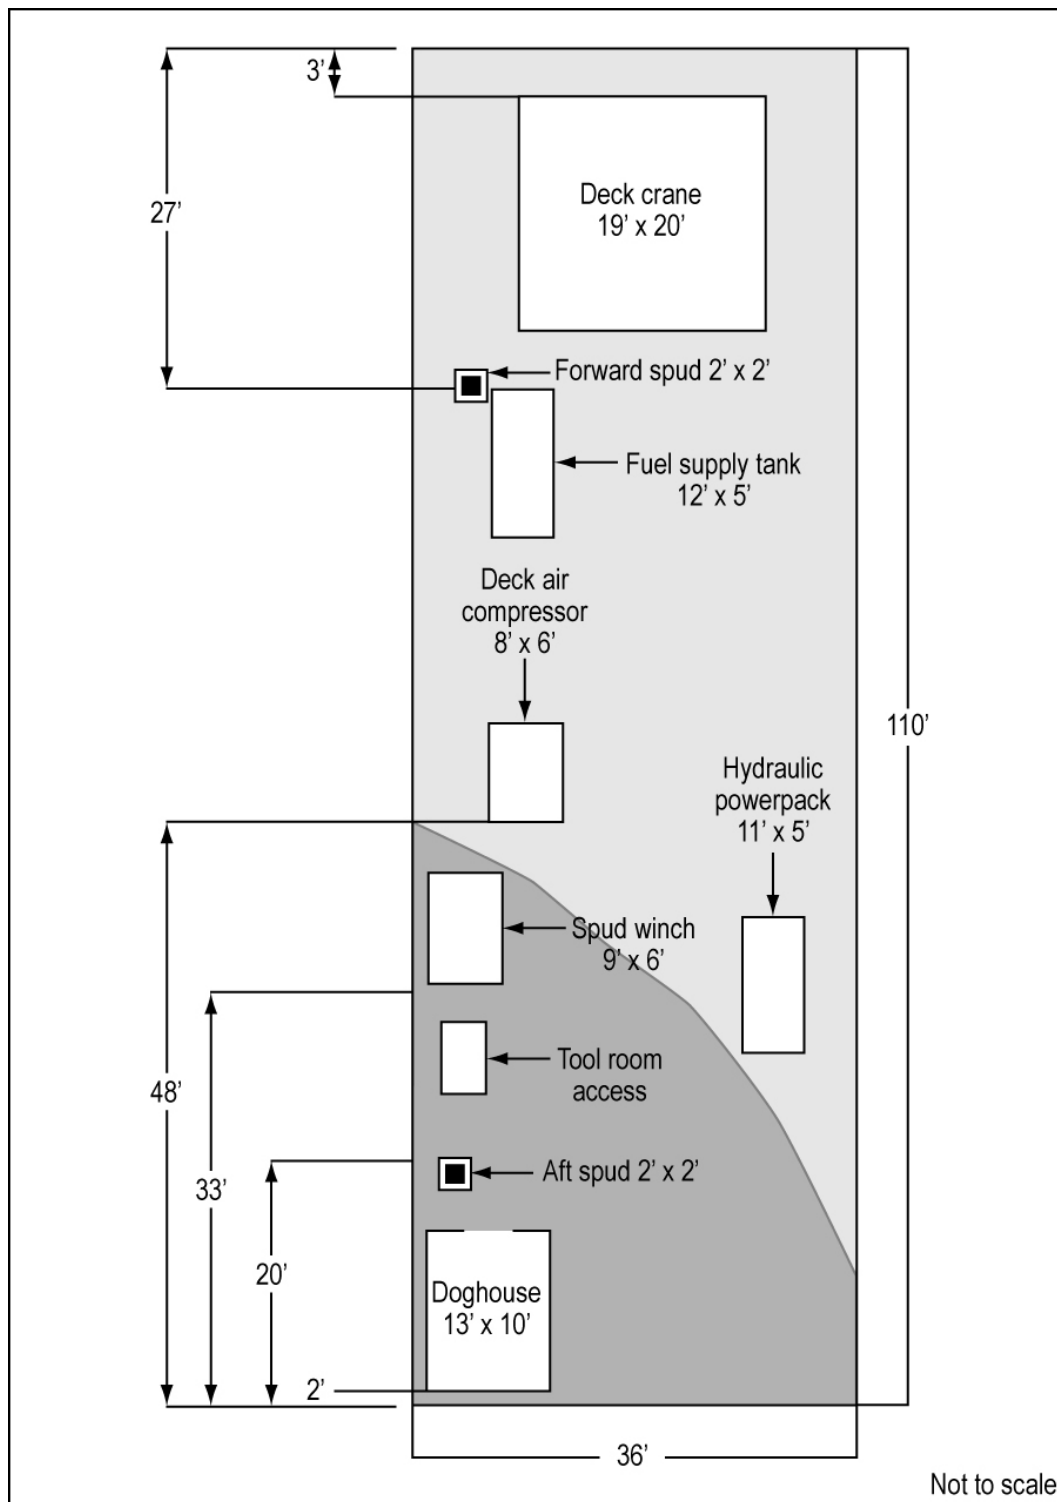 3’
27’
Deck crane
19’ x 20’
Forward spud 2’ x 2’
Fuel supply tank
12’ x 5’
Deck air
compressor
8’ x 6’
110’
Hydraulic
powerpack
11’ x 5’
Spud winch
9’ x 6’
48’
Tool room
access
33’
Aft spud 2’ x 2’
20’
Doghouse
13’ x 10’
2’
36’
Not to scale